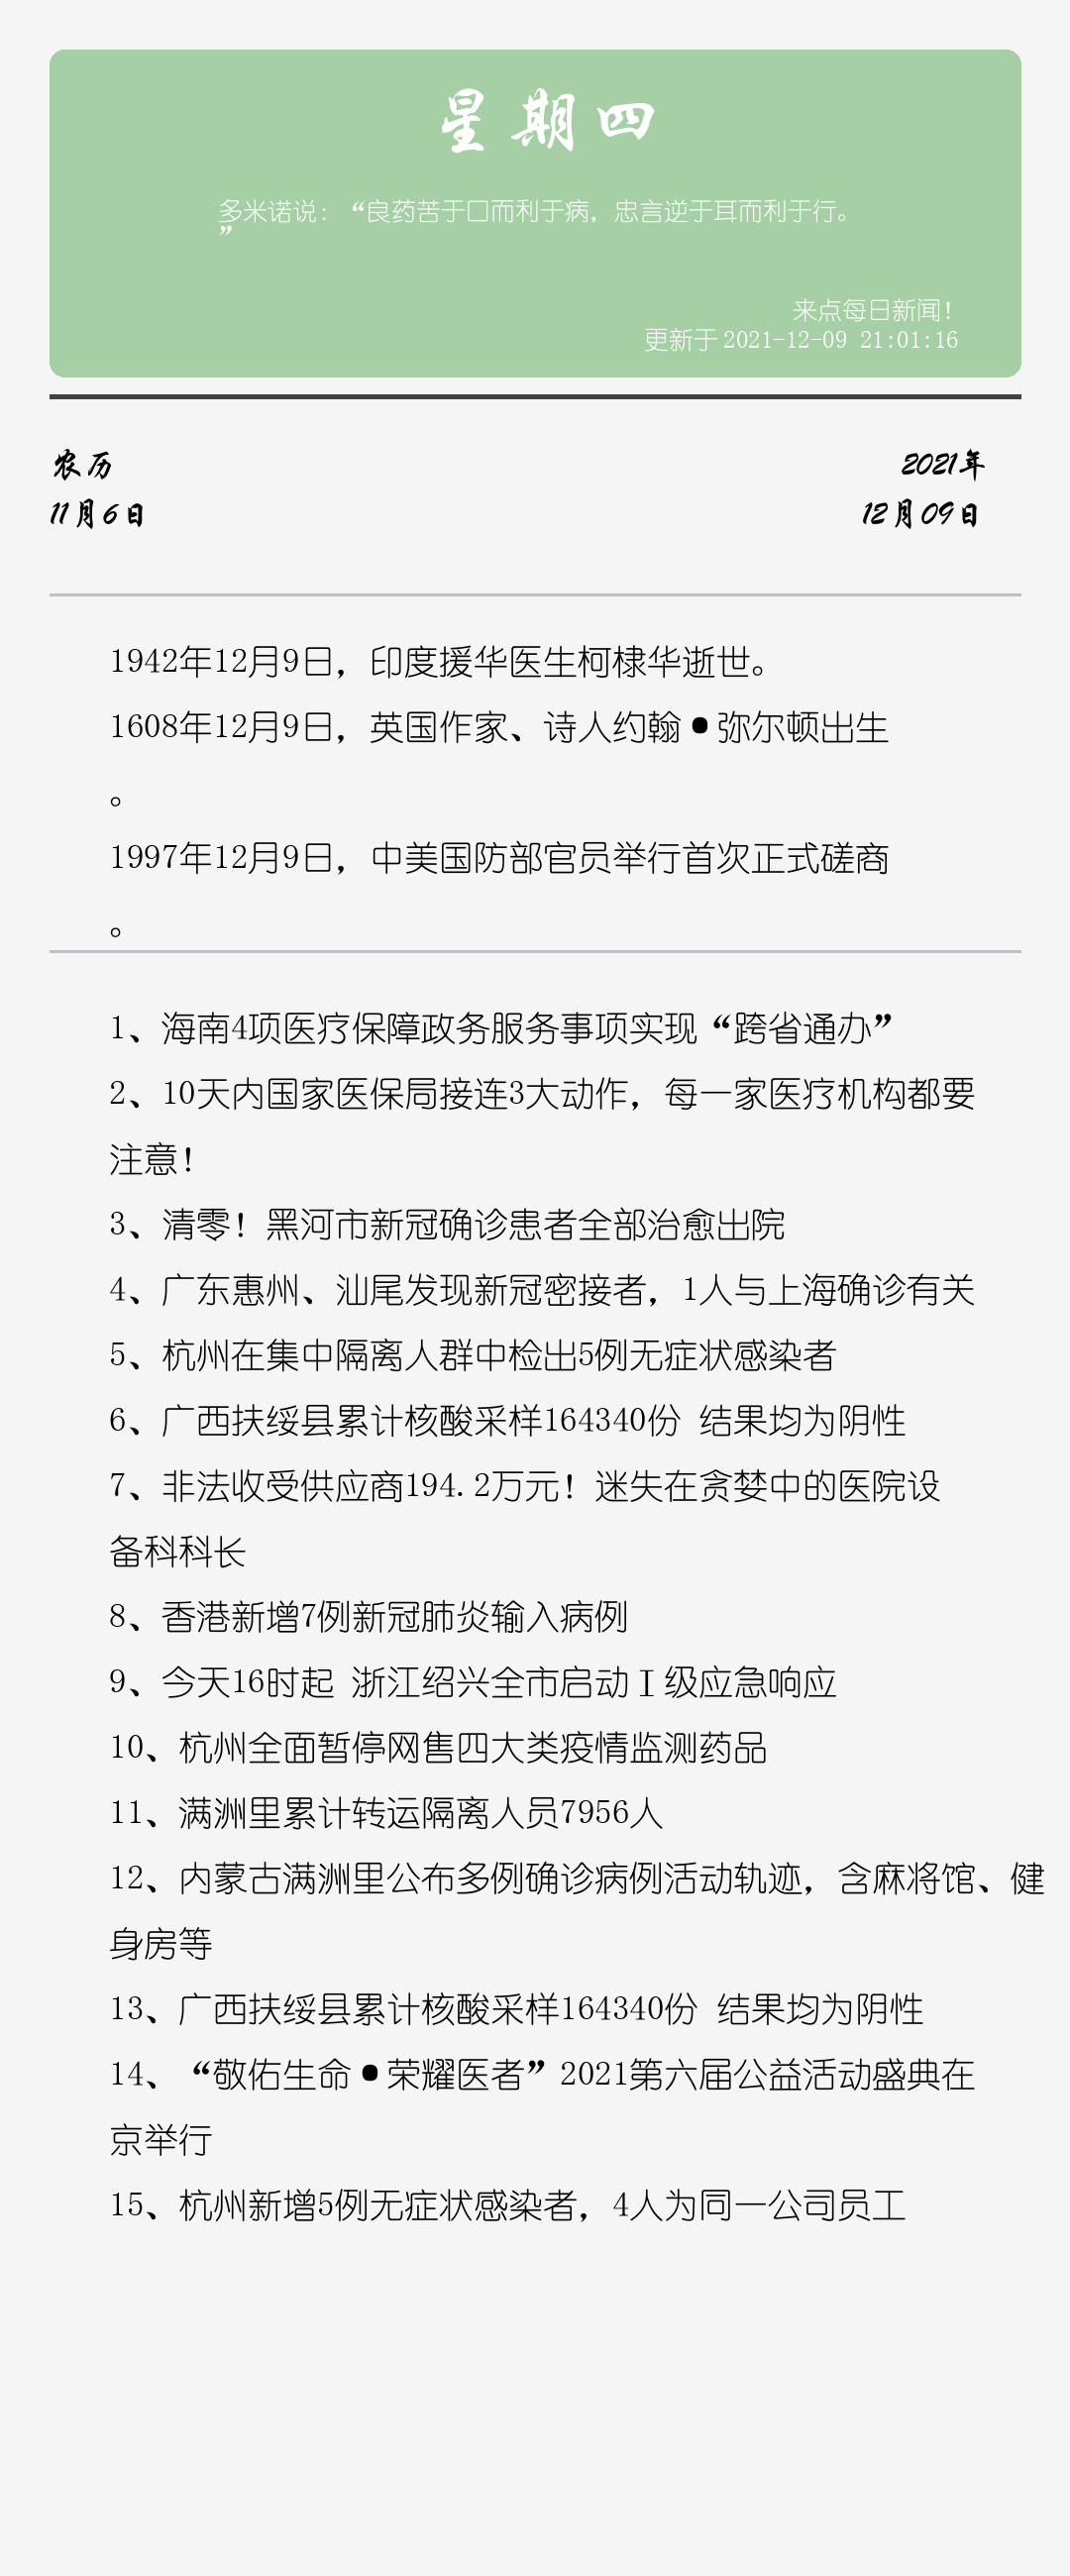 星期四
多米诺说：“良药苦于口而利于病，忠言逆于耳而利于行。
”
来点每日新闻！
更新于 2021-12-09 21:01:16
农历
2021年
11月6日
12月09日
1942年12月9日，印度援华医生柯棣华逝世。
1608年12月9日，英国作家、诗人约翰•弥尔顿出生
。
1997年12月9日，中美国防部官员举行首次正式磋商
。
1、海南4项医疗保障政务服务事项实现“跨省通办”
2、10天内国家医保局接连3大动作，每一家医疗机构都要
注意！
3、清零！黑河市新冠确诊患者全部治愈出院
4、广东惠州、汕尾发现新冠密接者，1人与上海确诊有关
5、杭州在集中隔离人群中检出5例无症状感染者
6、广西扶绥县累计核酸采样164340份 结果均为阴性
7、非法收受供应商194.2万元！迷失在贪婪中的医院设
备科科长
8、香港新增7例新冠肺炎输入病例
9、今天16时起 浙江绍兴全市启动Ⅰ级应急响应
10、杭州全面暂停网售四大类疫情监测药品
11、满洲里累计转运隔离人员7956人
12、内蒙古满洲里公布多例确诊病例活动轨迹，含麻将馆、健
身房等
13、广西扶绥县累计核酸采样164340份 结果均为阴性
14、“敬佑生命•荣耀医者”2021第六届公益活动盛典在
京举行
15、杭州新增5例无症状感染者，4人为同一公司员工